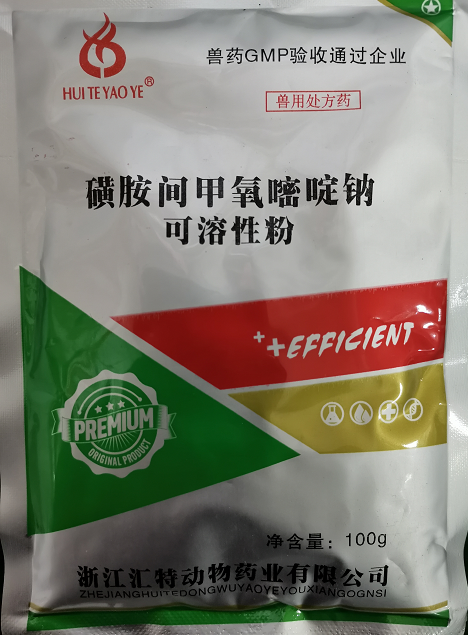 兽药GMP验收通过企业
HUI TE YAO YE®
兽用处方药
磺胺间甲氧嘧啶钠
可溶性粉
++EFFICIENT
PREMIUM
ORIGINAL PRODUCT
净含量：100g
浙江汇特动物药业有限公司
ZHEJIANGHUITEDONGWUYAOYEYOUXIANGOGNSI